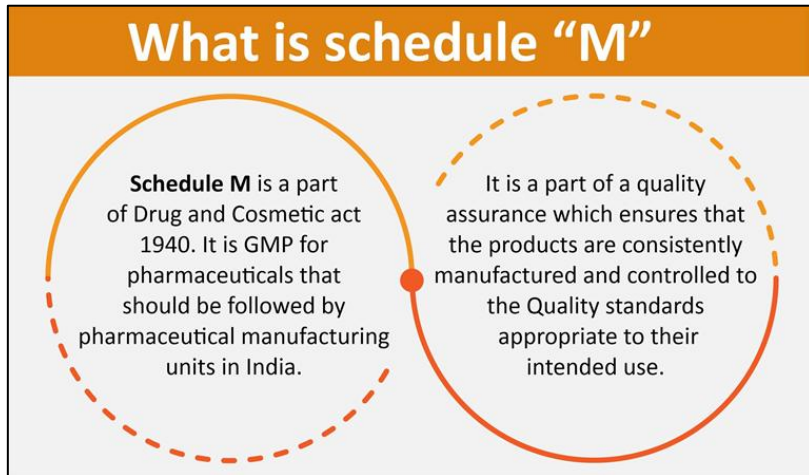 What is schedule “M”
Schedule M is a part
of Drug and Cosmetic act
1940. It is GMP for
pharmaceuticals that
should be followed by
pharmaceutical manufacturing
units in India.
It is a part of a quality
assurance which ensures that
the products are consistently
manufactured and controlled to
the Quality standards
appropriate to their
intended use.